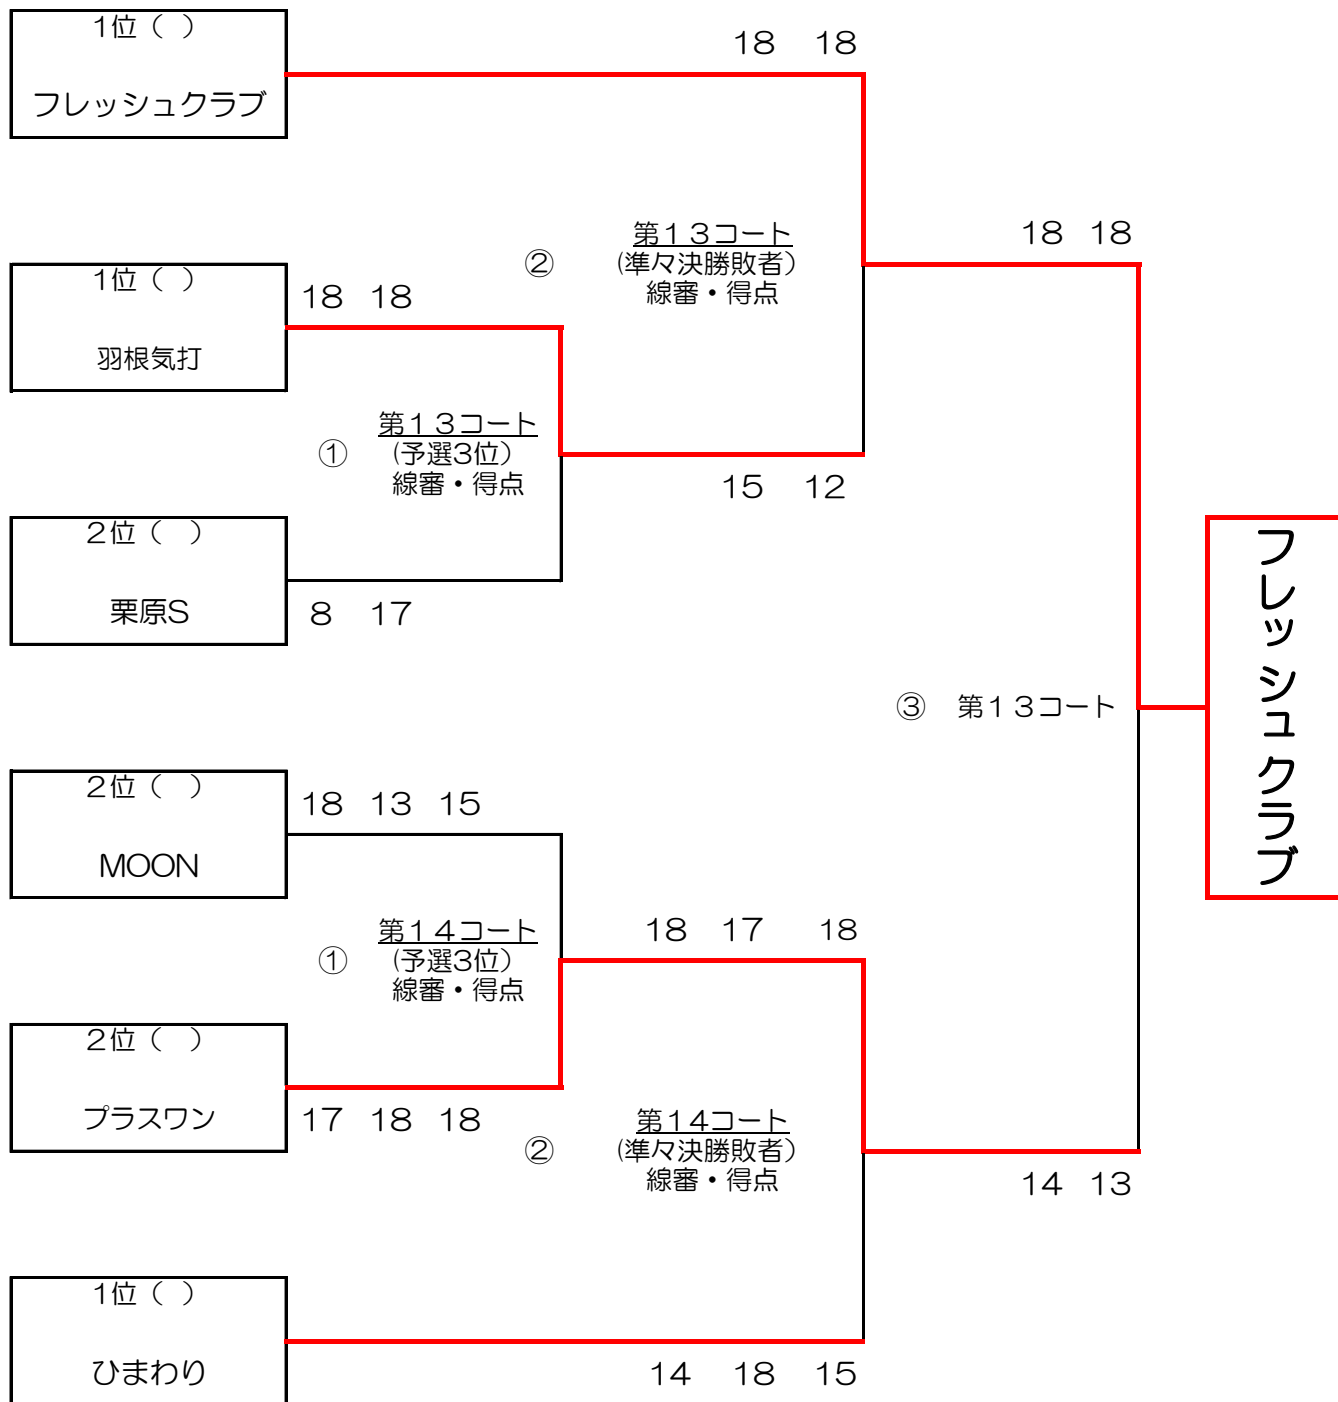 1位（ ）
フレッシュクラブ
18 18
② 第１３コート
（準々決勝敗者）
線審・得点
18 18
1位（ ）
羽根気打
18 18
① 第１３コート
（予選3位）
線審・得点
15 12
２位（ ）
栗原S
8 17
フレッシュクラブ
③ 第１３コート
２位（ ）
MOON
18 13 15
① 第１４コート
（予選3位）
線審・得点
18 17 18
２位（ ）
プラスワン
17 18 18
② 第14コート
（準々決勝敗者）
線審・得点
14 13
1位（ ）
ひまわり
14 18 15